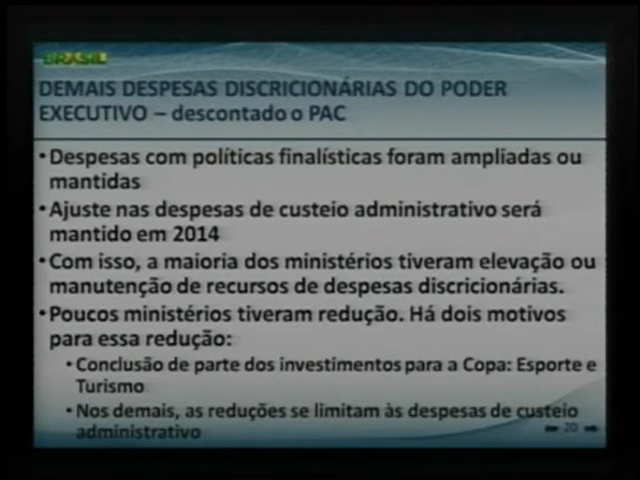 BRASIL
DEMAIS DESPESAS DISCRICIONÁRIAS DO PODER
EXECUTIVO – descontado o PAC
• Despesas com políticas finalísticas foram ampliadas ou
mantidas
• Ajuste nas despesas de custeio administrativo será
mantido em 2014
• Com isso, a maioria dos ministérios tiveram elevação ou
manutenção de recursos de despesas discricionárias.
• Poucos ministérios tiveram redução. Há dois motivos
para essa redução:
• Conclusão de parte dos investimentos para a Copa: Esporte e
Turismo
• Nos demais, as reduções se limitam às despesas de custeio
administrativo
20